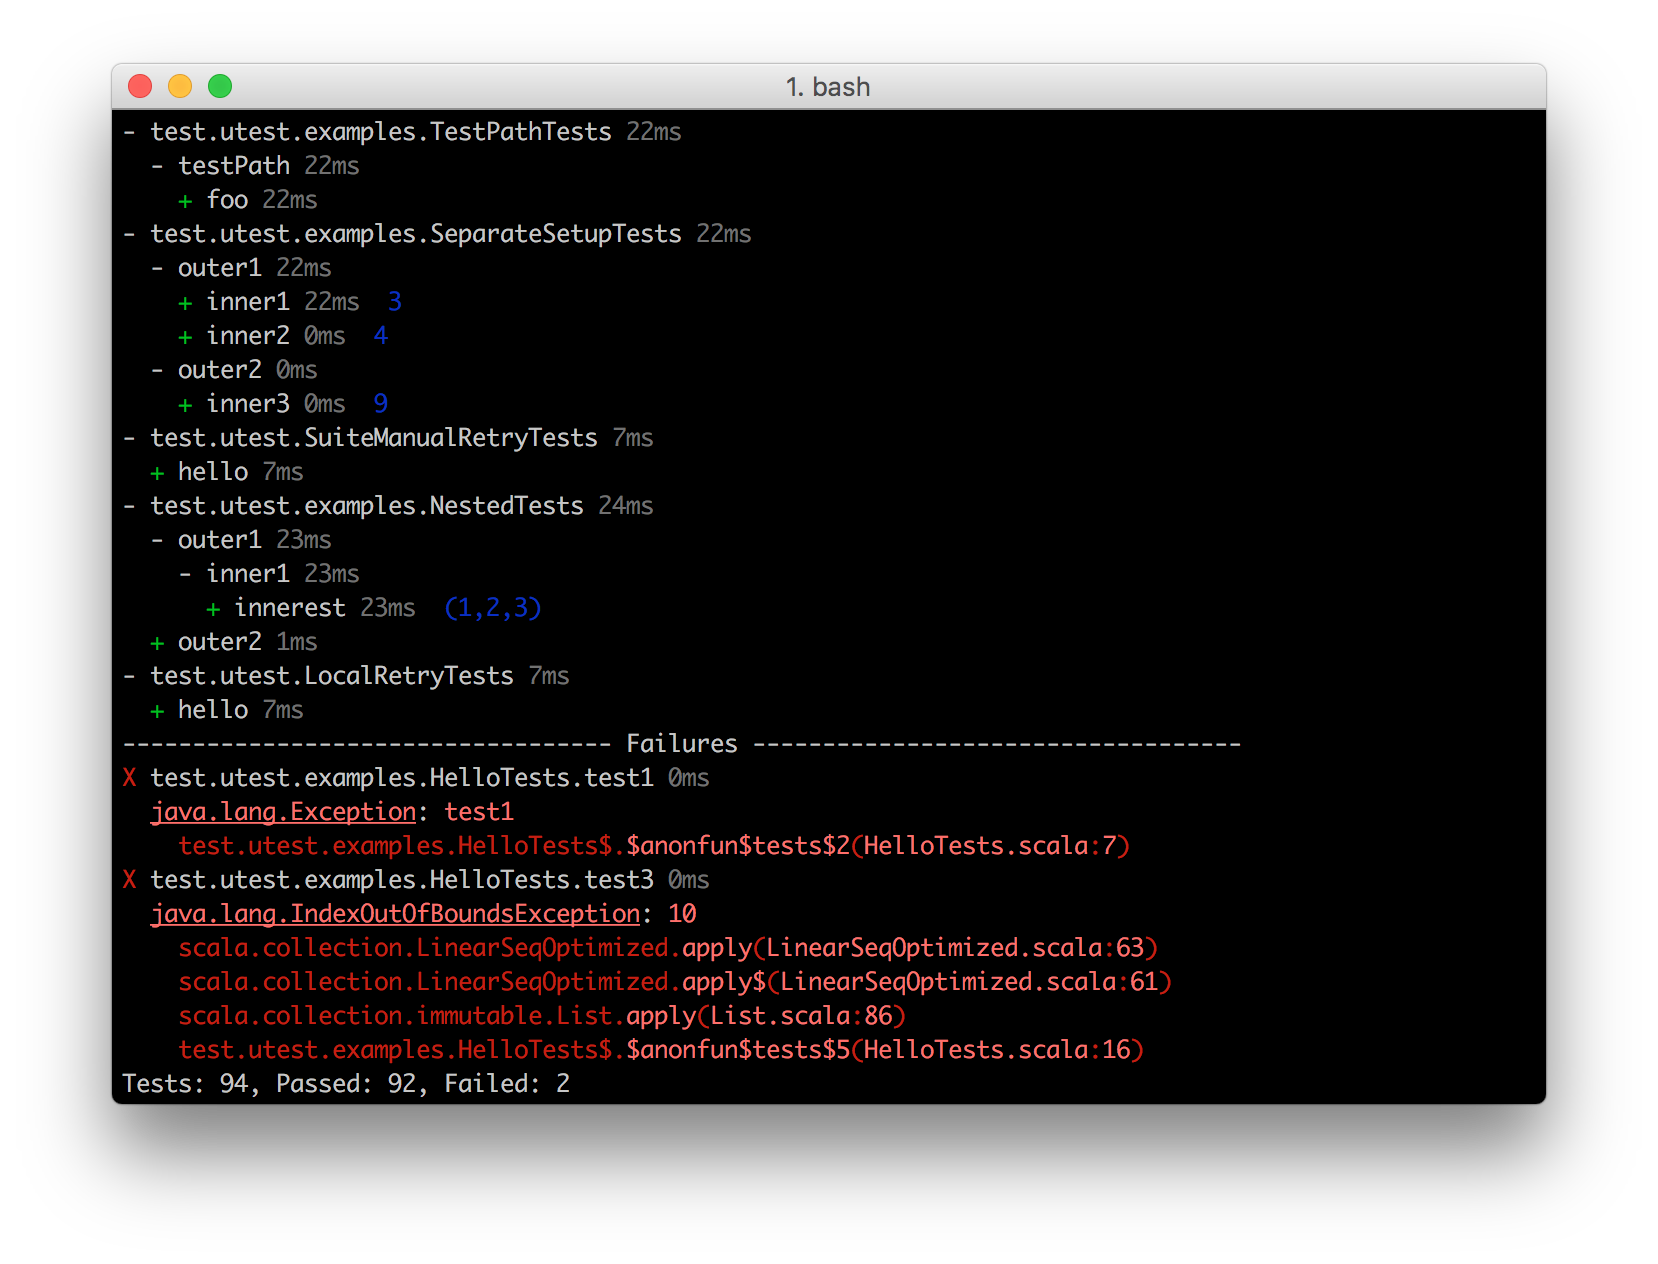 1. bash
- test.utest.examples.TestPathTests 22ms
  - testPath 22ms
    + foo 22ms
- test.utest.examples.SeparateSetupTests 22ms
  - outer1 22ms
    + inner1 22ms  3
    + inner2 0ms  4
  - outer2 0ms
    + inner3 0ms  9
- test.utest.SuiteManualRetryTests 7ms
  + hello 7ms
- test.utest.examples.NestedTests 24ms
  - outer1 23ms
    - inner1 23ms
      + innerest 23ms  (1,2,3)
  + outer2 1ms
- test.utest.LocalRetryTests 7ms
  + hello 7ms
----------------------------------- Failures -----------------------------------
X test.utest.examples.HelloTests.test1 0ms
  java.lang.Exception: test1
    test.utest.examples.HelloTests$.$anonfun$tests$2(HelloTests.scala:7)
X test.utest.examples.HelloTests.test3 0ms
  java.lang.IndexOutOfBoundsException: 10
    scala.collection.LinearSeqOptimized.apply(LinearSeqOptimized.scala:63)
    scala.collection.LinearSeqOptimized.apply$(LinearSeqOptimized.scala:61)
    scala.collection.immutable.List.apply(List.scala:86)
    test.utest.examples.HelloTests$.$anonfun$tests$5(HelloTests.scala:16)
Tests: 94, Passed: 92, Failed: 2